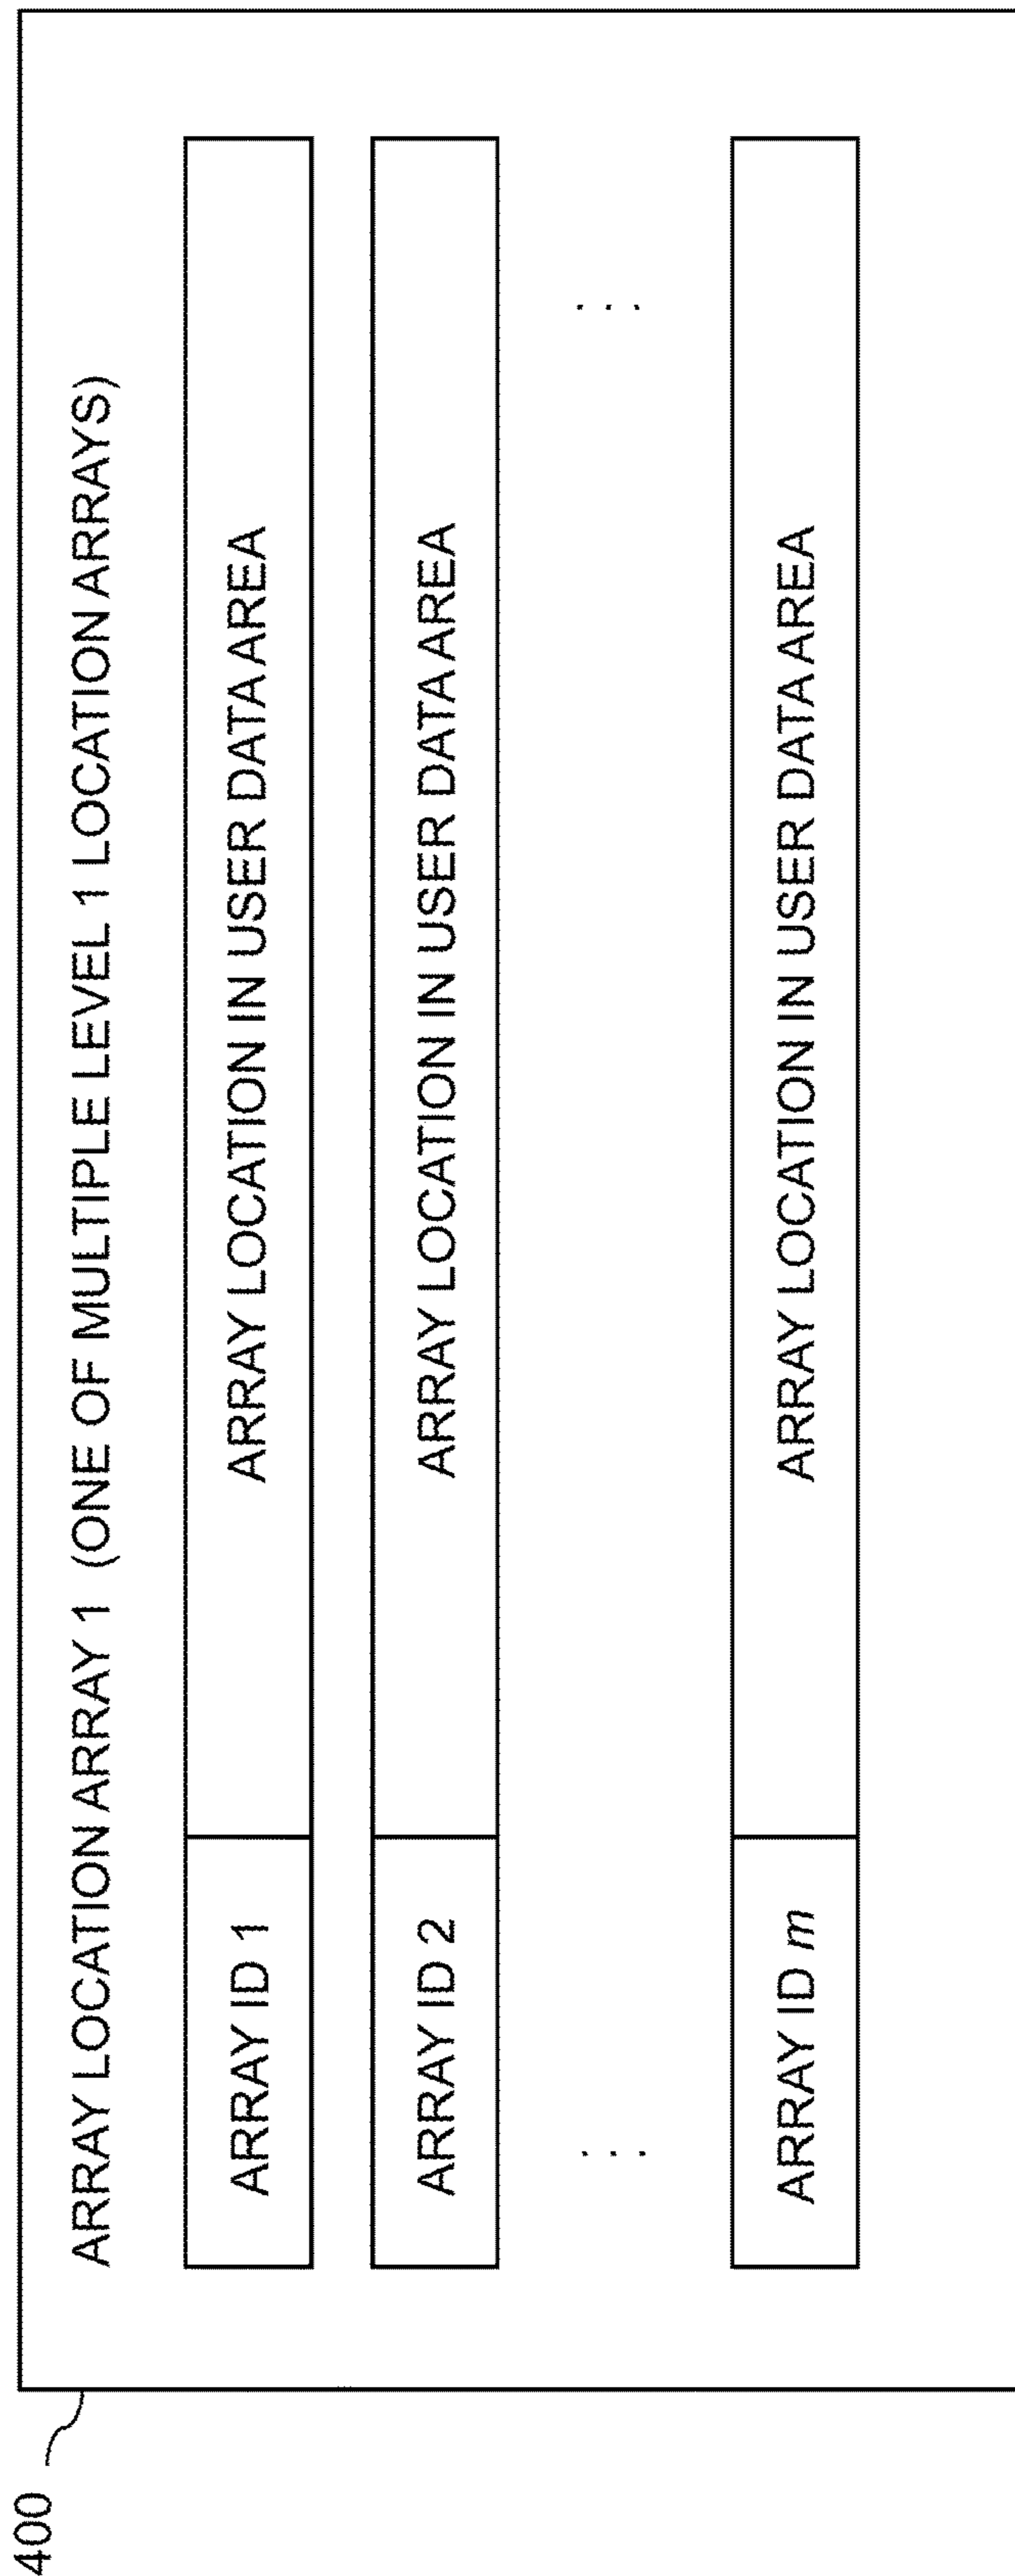 400
ARRAY LOCATION ARRAY 1 (ONE OF MULTIPLE LEVEL 1 LOCATION ARRAYS)
ARRAY ID 1 ARRAY LOCATION IN USER DATA AREA
ARRAY ID 2 ARRAY LOCATION IN USER DATA AREA
. . . . . .
ARRAY ID m ARRAY LOCATION IN USER DATA AREA